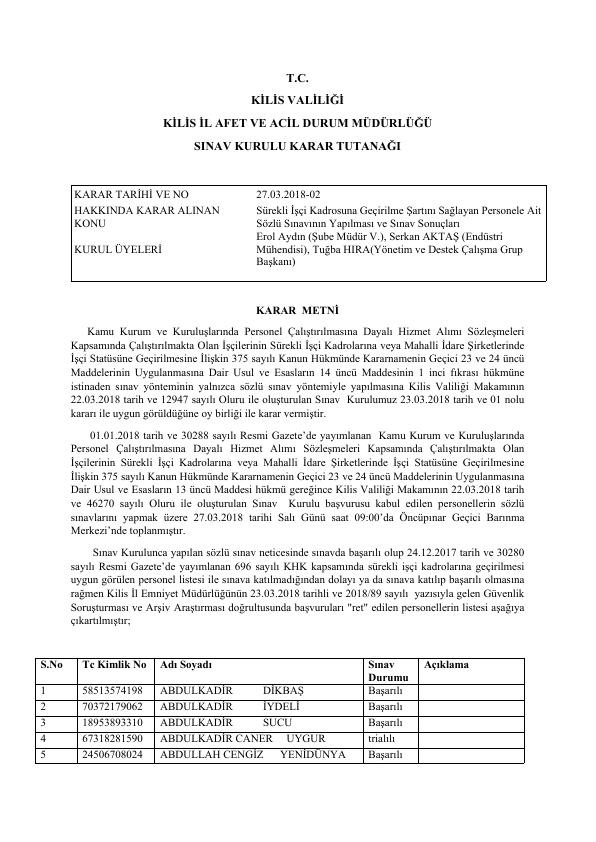 T.C.
KİLİS VALİLİĞİ
KİLİS İL AFET VE ACİL DURUM MÜDÜRLÜĞÜ
SINAV KURULU KARAR TUTANAĞI
KARAR TARİHİ VE NO 27.03.2018-02
HAKKINDA KARAR ALINAN KONU Sürekli İşçi Kadrosuna Geçirilme Şartını Sağlayan Personele Ait
Sözlü Sınavının Yapılması ve Sınav Sonuçları
KURUL ÜYELERİ Erol Aydın (Şube Müdür V.), Serkan AKTAŞ (Endüstri
Mühendisi), Tuğba HIRA(Yönetim ve Destek Çalışma Grup
Başkanı)
KARAR METNİ
Kamu Kurum ve Kuruluşlarında Personel Çalıştırılmasına Dayalı Hizmet Alımı Sözleşmeleri
Kapsamında Çalıştırılmakta Olan İşçilerinin Sürekli İşçi Kadrolarına veya Mahalli İdare Şirketlerinde
İşçi Statüsüne Geçirilmesine İlişkin 375 sayılı Kanun Hükmünde Kararnamenin Geçici 23 ve 24 üncü
Maddelerinin Uygulanmasına Dair Usul ve Esasların 14 üncü Maddesinin 1 inci fıkrası hükmüne
istinaden sınav yönteminin yalnızca sözlü sınav yöntemiyle yapılmasına Kilis Valiliği Makamının
22.03.2018 tarih ve 12947 sayılı Oluru ile oluşturulan Sınav Kurulumuz 23.03.2018 tarih ve 01 nolu
kararı ile uygun görüldüğüne oy birliği ile karar vermiştir.
01.01.2018 tarih ve 30288 sayılı Resmi Gazete’de yayımlanan Kamu Kurum ve Kuruluşlarında
Personel Çalıştırılmasına Dayalı Hizmet Alımı Sözleşmeleri Kapsamında Çalıştırılmakta Olan
İşçilerinin Sürekli İşçi Kadrolarına veya Mahalli İdare Şirketlerinde İşçi Statüsüne Geçirilmesine
İlişkin 375 sayılı Kanun Hükmünde Kararnamenin Geçici 23 ve 24 üncü Maddelerinin Uygulanmasına
Dair Usul ve Esasların 13 üncü Maddesi hükmü gereğince Kilis Valiliği Makamının 22.03.2018 tarih
ve 46270 sayılı Oluru ile oluşturulan Sınav Kurulu başvurusu kabul edilen personellerin sözlü
sınavlarını yapmak üzere 27.03.2018 tarihi Salı Günü saat 09:00’da Öncüpınar Geçici Barınma
Merkezi’nde toplanmıştır.
Sınav Kurulunca yapılan sözlü sınav neticesinde sınavda başarılı olup 24.12.2017 tarih ve 30280
sayılı Resmi Gazete’de yayımlanan 696 sayılı KHK kapsamında sürekli işçi kadrolarına geçirilmesi
uygun görülen personel listesi ile sınava katılmadığından dolayı ya da sınava katılıp başarılı olmasına
rağmen Kilis İl Emniyet Müdürlüğünün 23.03.2018 tarihli ve 2018/89 sayılı yazısıyla gelen Güvenlik
Soruşturması ve Arşiv Araştırması doğrultusunda başvuruları "ret" edilen personellerin listesi aşağıya
çıkartılmıştır;
S.No Tc Kimlik No Adı Soyadı Sınav Durumu Açıklama
1 58513574198 ABDULKADİR DİKBAŞ Başarılı
2 70372179062 ABDULKADİR İYDELİ Başarılı
3 18953893310 ABDULKADİR SUCU Başarılı
4 67318281590 ABDULKADİR CANER UYGUR trialılı
5 24506708024 ABDULLAH CENGİZ YENİDÜNYA Başarılı